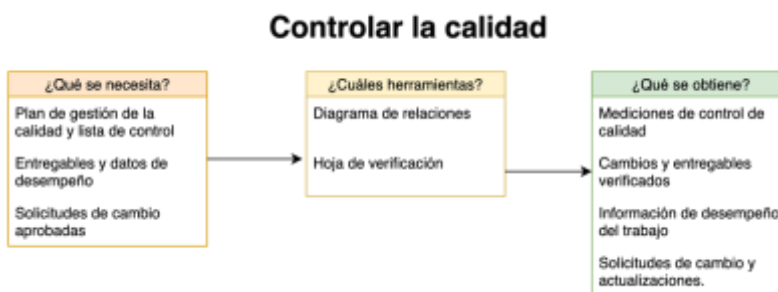 Controlar la calidad
¿Qué se necesita?
Plan de gestión de la
calidad y lista de control
Entregables y datos de
desempeño
Solicitudes de cambio
aprobadas
¿Cuáles herramientas?
Diagrama de relaciones
Hoja de verificación
¿Qué se obtiene?
Mediciones de control de
calidad
Cambios y entregables
verificados
Información de desempeño
del trabajo
Solicitudes de cambio y
actualizaciones.